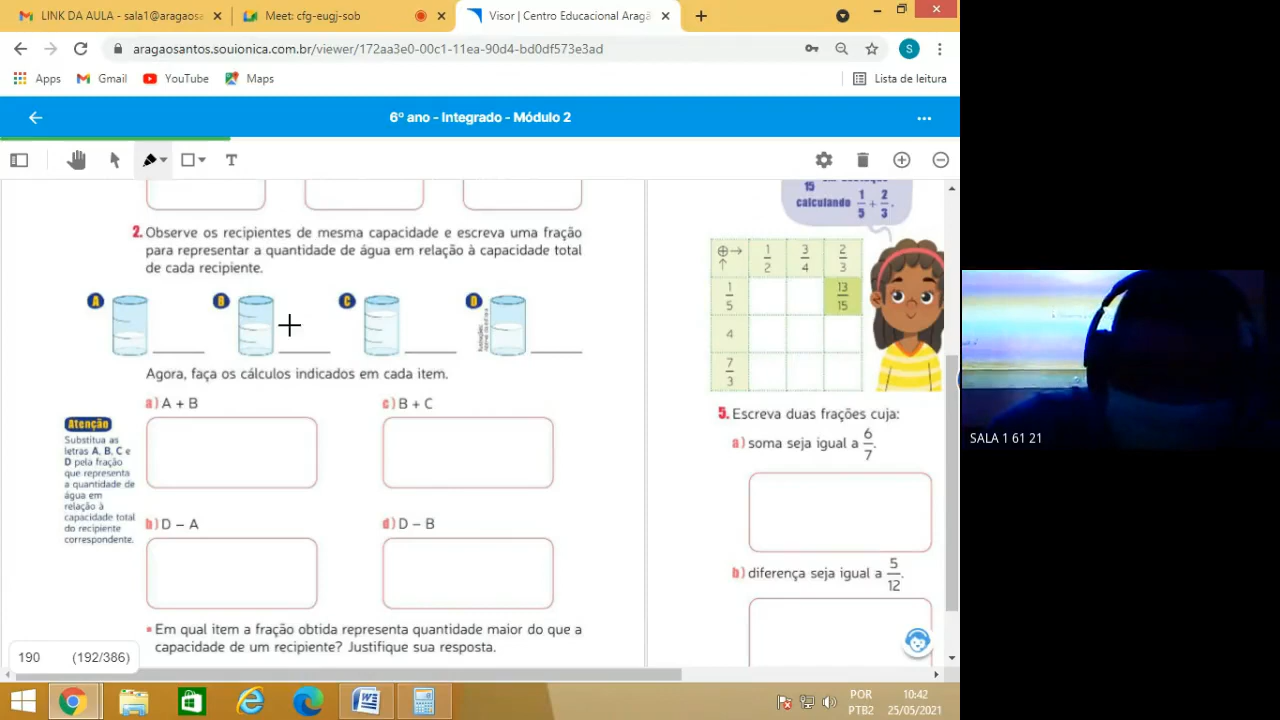 LINK DA AULA - sala1@aragaosa
Meet: cfg-eugj-sob
Visor | Centro Educacional Aragã
aragaosantos.souionica.com.br/viewer/172aa3e0-00c1-11ea-90d4-bd0df573e3ad
S
Apps
Gmail
YouTube
Maps
Lista de leitura
6º ano - Integrado - Módulo 2
T
2. Observe os recipientes de mesma capacidade e escreva uma fração
para representar a quantidade de água em relação à capacidade total
de cada recipiente.
A
B
C
D
Agora, faça os cálculos indicados em cada item.
a) A + B
c) B + C
Atenção
Substitua as
letras A, B, C e
D pela fração
que representa
a quantidade de
água em
relação à
capacidade total
do recipiente
correspondente.
b) D – A
d) D – B
▪ Em qual item a fração obtida representa quantidade maior do que a
capacidade de um recipiente? Justifique sua resposta.
190 (192/386)
15
calculando 1/5 + 2/3.
⊕→ 1/2 3/4 2/3
↑
1/5 13/15
4
7/3
5. Escreva duas frações cuja:
a) soma seja igual a 6/7.
b) diferença seja igual a 5/12.
SALA 1 61 21
POR
PTB2
10:42
25/05/2021